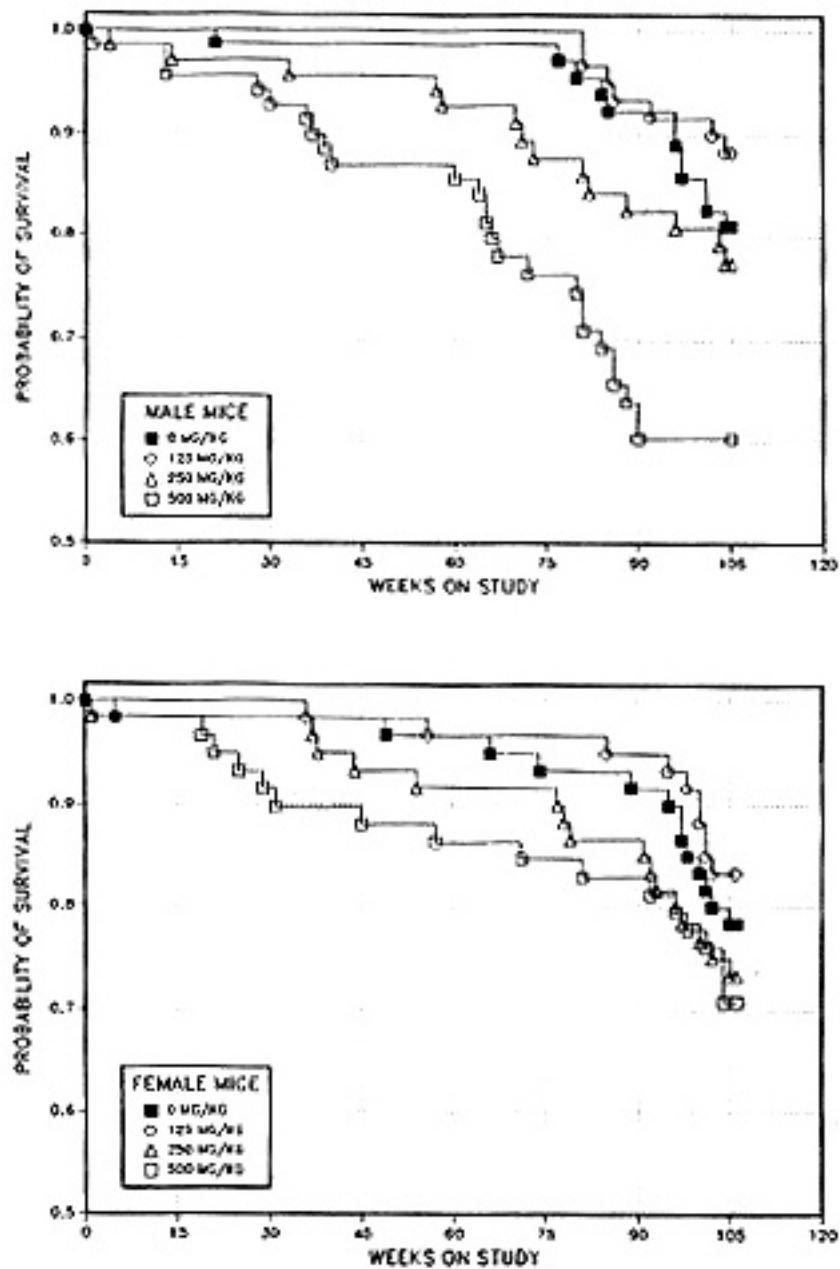 1.0
0.9
0.8
0.7
0.6
0.5
PROBABILITY OF SURVIVAL
MALE MICE
0 MG/KG
125 MG/KG
250 MG/KG
500 MG/KG
0 15 30 45 60 75 90 105 120
WEEKS ON STUDY
1.0
0.9
0.8
0.7
0.6
0.5
PROBABILITY OF SURVIVAL
FEMALE MICE
0 MG/KG
125 MG/KG
250 MG/KG
500 MG/KG
0 15 30 45 60 75 90 105 120
WEEKS ON STUDY